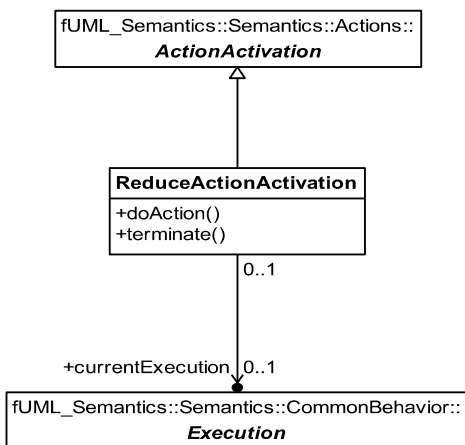 fUML_Semantics::Semantics::Actions::
ActionActivation
ReduceActionActivation
+doAction()
+terminate()
0..1
+currentExecution 0..1
fUML_Semantics::Semantics::CommonBehavior::
Execution